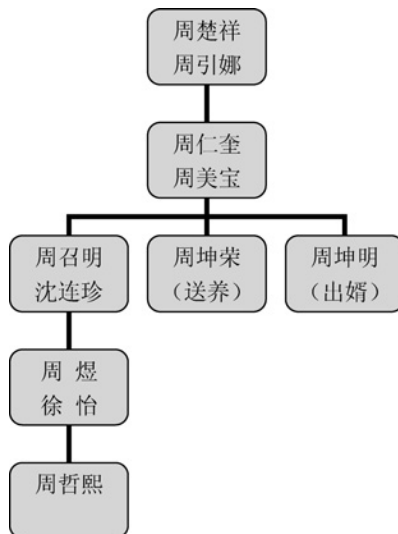 周楚祥
周引娜
周仁奎
周美宝
周召明
沈连珍
周坤荣
（送养）
周坤明
（出婿）
周 煜
徐 怡
周哲熙